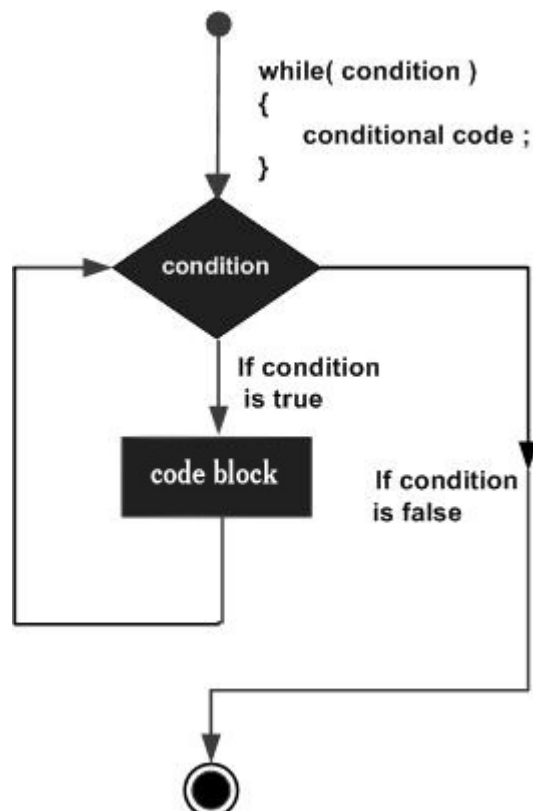 while( condition )
{
conditional code ;
}
condition
If condition
is true
code block
If condition
is false